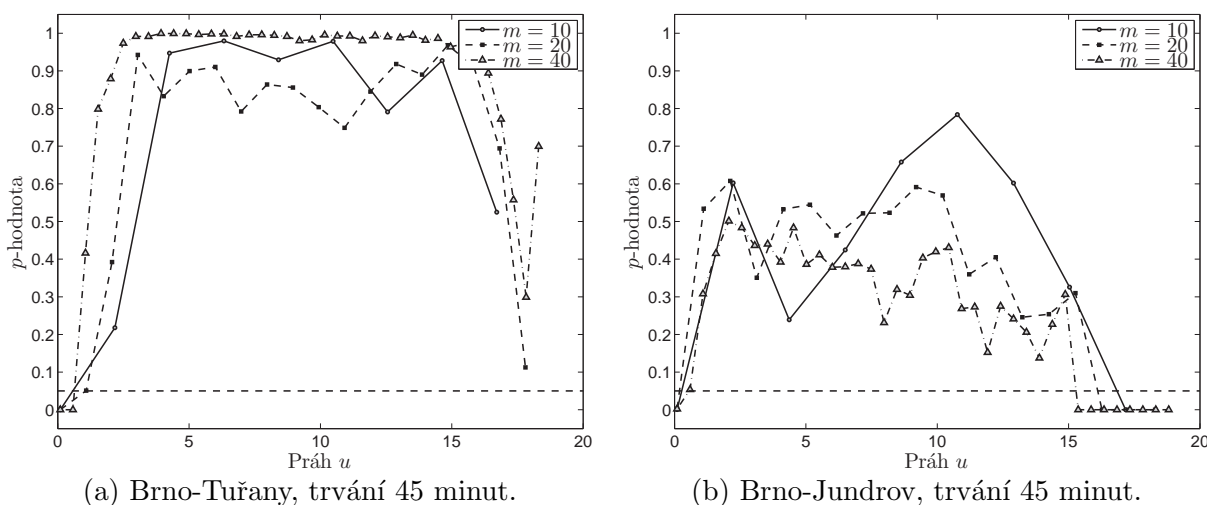 1
0.9
0.8
0.7
0.6
0.5
0.4
0.3
0.2
0.1
0
p-hodnota
0
5
10
15
20
Práh u
m = 10
m = 20
m = 40
(a) Brno-Tuřany, trvání 45 minut.
1
0.9
0.8
0.7
0.6
0.5
0.4
0.3
0.2
0.1
0
p-hodnota
0
5
10
15
20
Práh u
m = 10
m = 20
m = 40
(b) Brno-Jundrov, trvání 45 minut.